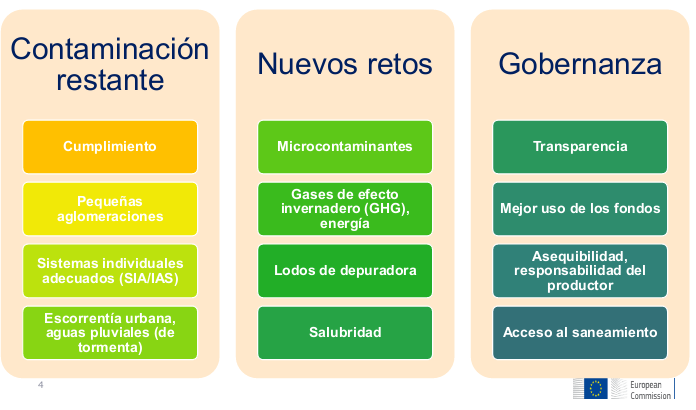 Contaminación
restante
Cumplimiento
Pequeñas
aglomeraciones
Sistemas individuales
adecuados (SIA/IAS)
Escorrentía urbana,
aguas pluviales (de
tormenta)
Nuevos retos
Microcontaminantes
Gases de efecto
invernadero (GHG),
energía
Lodos de depuradora
Salubridad
Gobernanza
Transparencia
Mejor uso de los fondos
Asequibilidad,
responsabilidad del
productor
Acceso al saneamiento
4
European
Commission